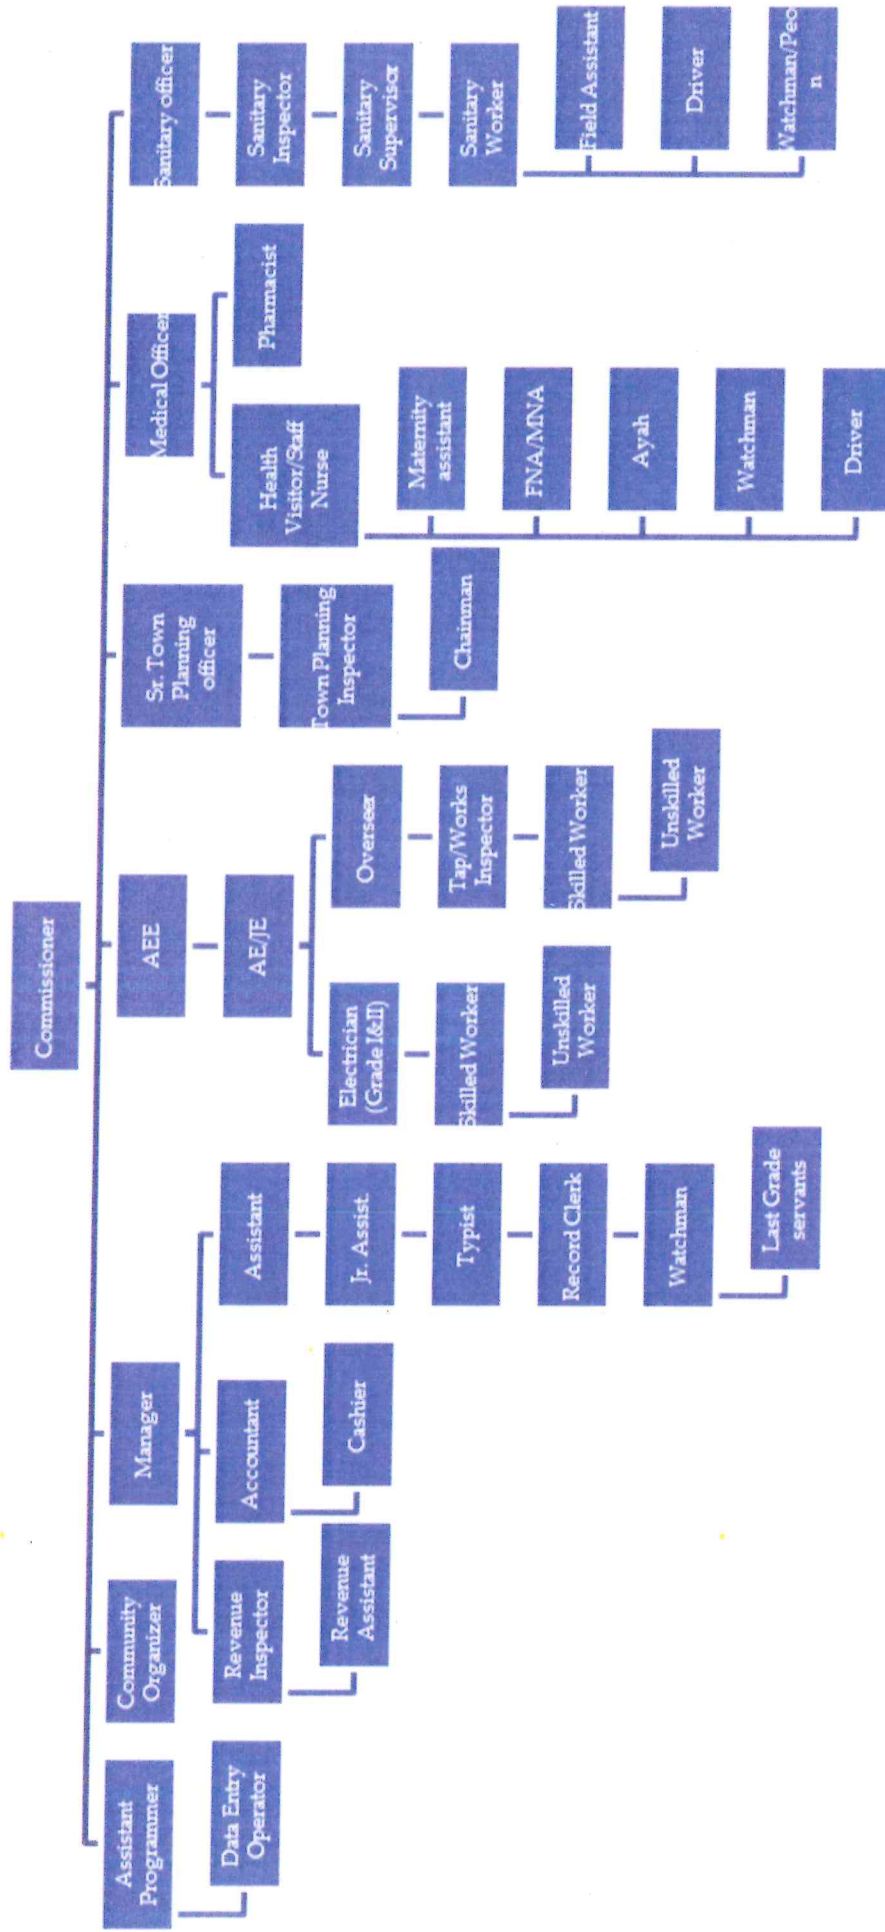 Commissioner
Assistant
Programmer
Data Entry
Operator
Community
Organizer
Manager
Revenue
Inspector
Revenue
Assistant
Accountant
Cashier
Assistant
Jr. Assist.
Typist
Record Clerk
Watchman
Last Grade
servants
AEE
AE/JE
Electrician
(Grade I&II)
Skilled Worker
Unskilled
Worker
Overseer
Tap/Works
Inspector
Skilled Worker
Unskilled
Worker
Sr. Town
Planning
officer
Town Planning
Inspector
Chainman
Medical Officer
Health
Visitor/Staff
Nurse
Maternity
assistant
FNA/MNA
Ayah
Watchman
Driver
Pharmacist
Sanitary officer
Sanitary
Inspector
Sanitary
Supervisor
Sanitary
Worker
Field Assistant
Driver
Watchman/Peo
n